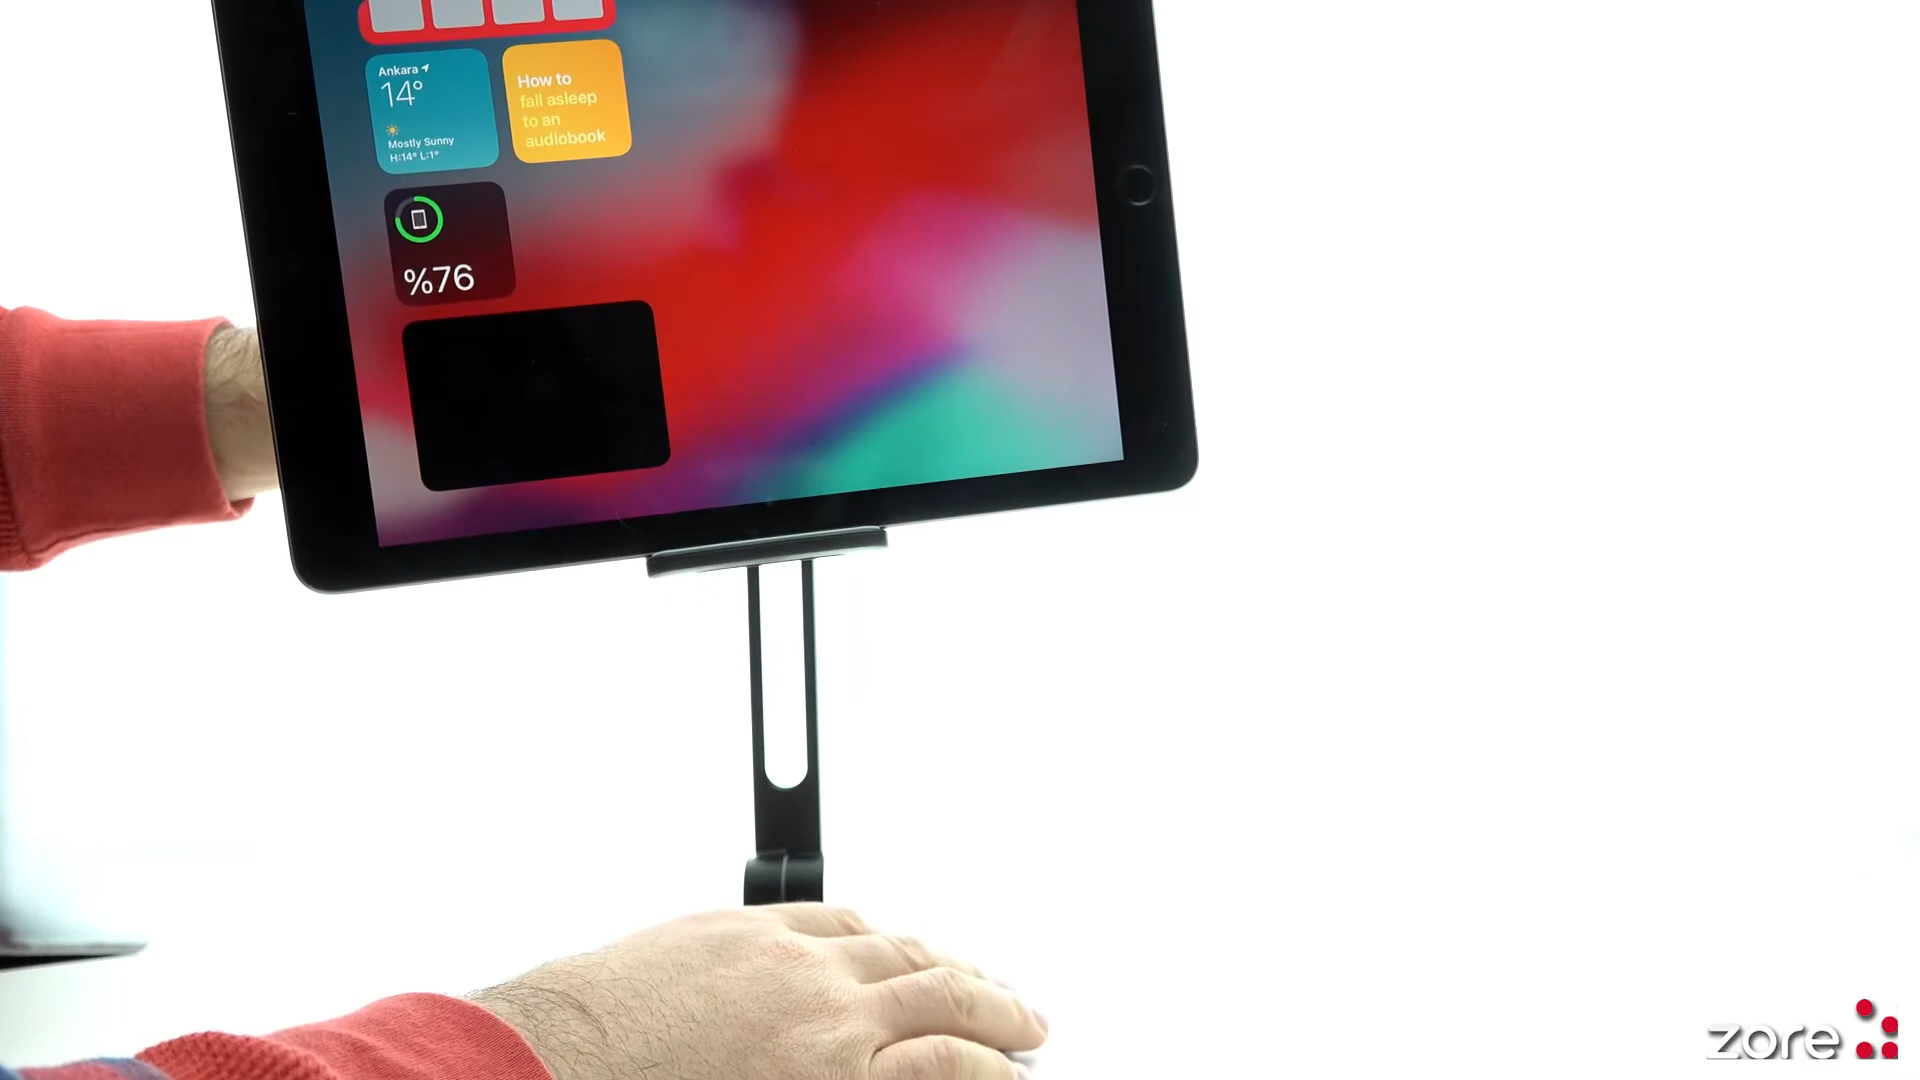 Ankara
14°
Mostly Sunny
H:14° L:1°
How to
fall asleep
to an
audiobook
%76
zore